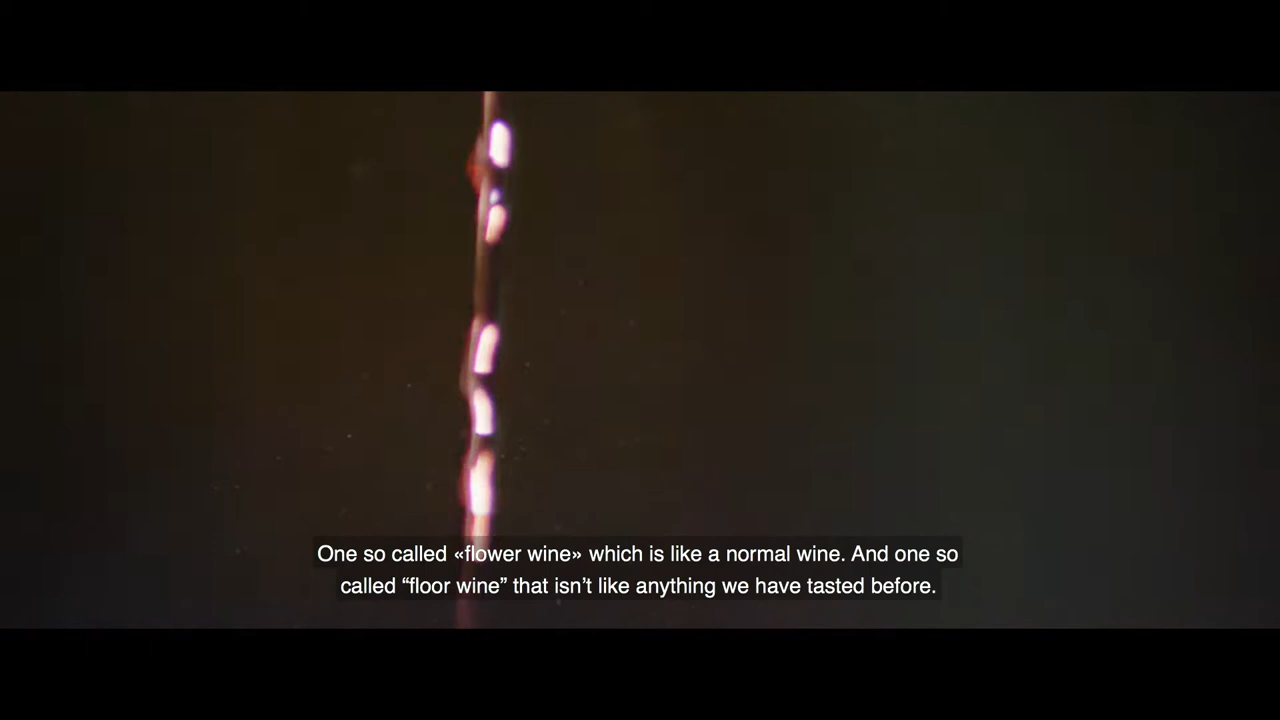 One so called «flower wine» which is like a normal wine. And one so
called “floor wine” that isn’t like anything we have tasted before.